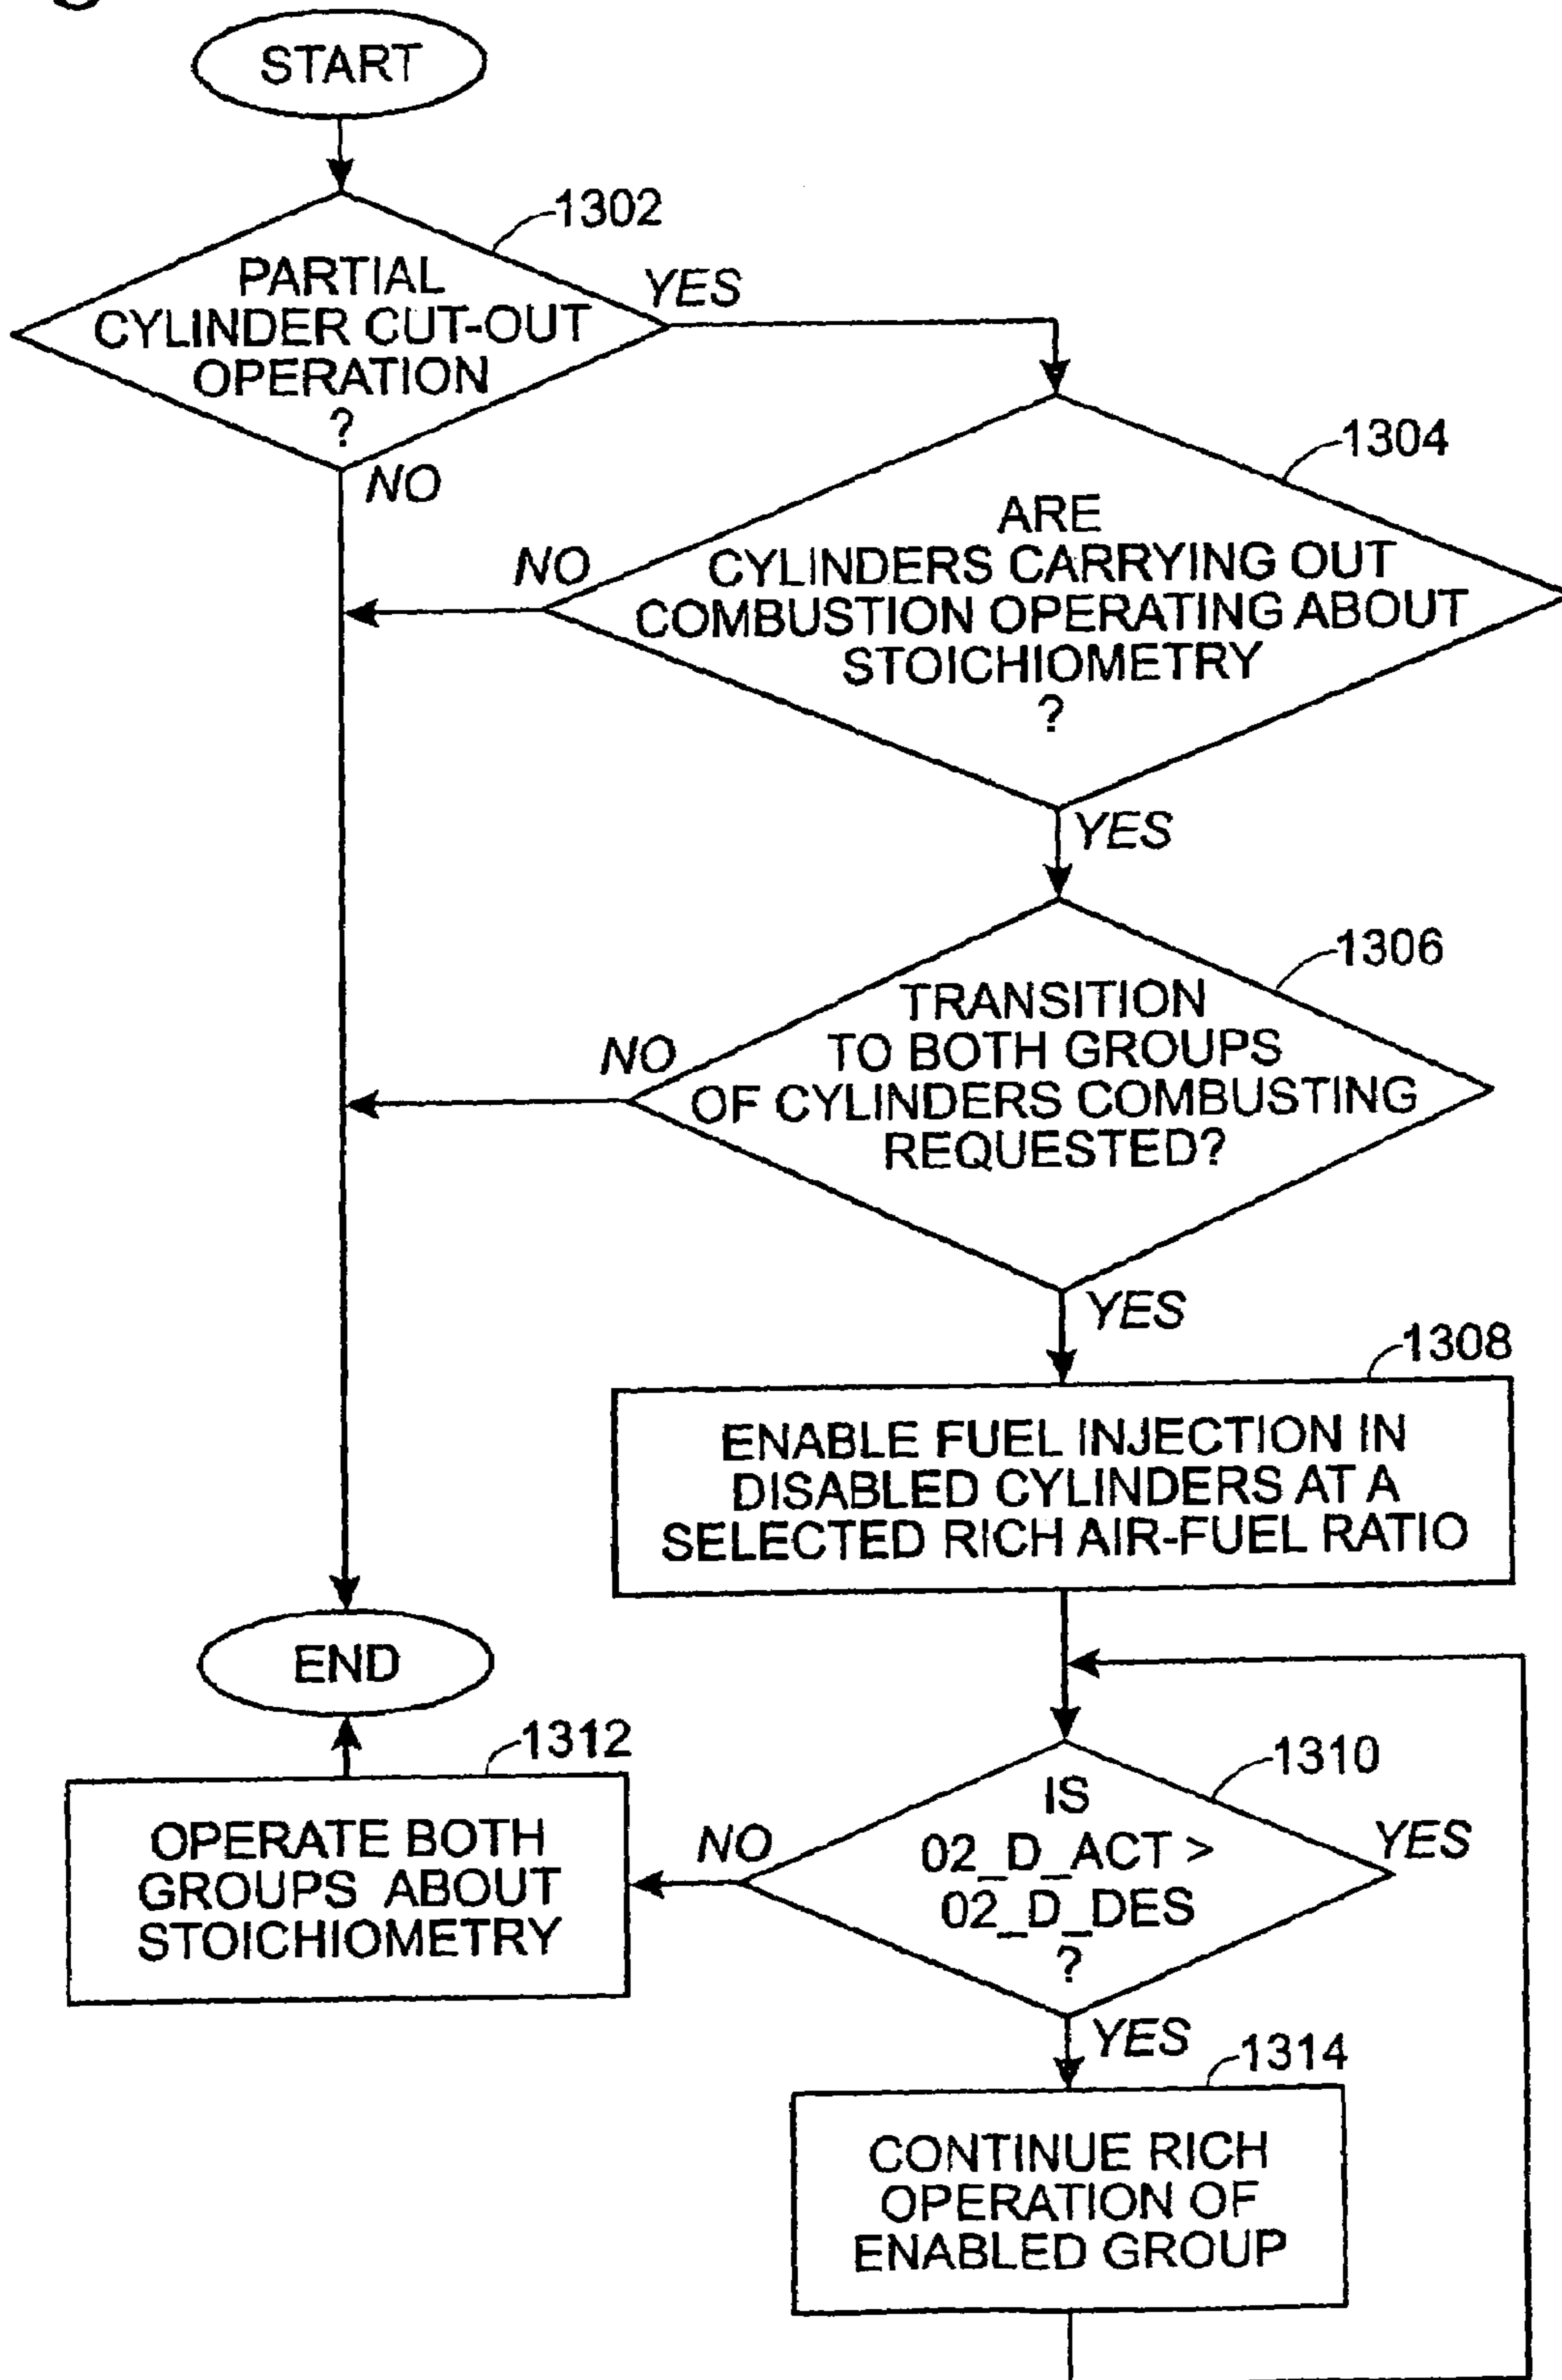 START
1302
PARTIAL
CYLINDER CUT-OUT
OPERATION
?
YES
NO
1304
ARE
CYLINDERS CARRYING OUT
COMBUSTION OPERATING ABOUT
STOICHIOMETRY
?
NO
YES
1306
TRANSITION
TO BOTH GROUPS
OF CYLINDERS COMBUSTING
REQUESTED?
NO
YES
1308
ENABLE FUEL INJECTION IN
DISABLED CYLINDERS AT A
SELECTED RICH AIR-FUEL RATIO
END
1312
OPERATE BOTH
GROUPS ABOUT
STOICHIOMETRY
NO
1310
IS
02_D_ACT >
02_D_DES
?
YES
YES
1314
CONTINUE RICH
OPERATION OF
ENABLED GROUP